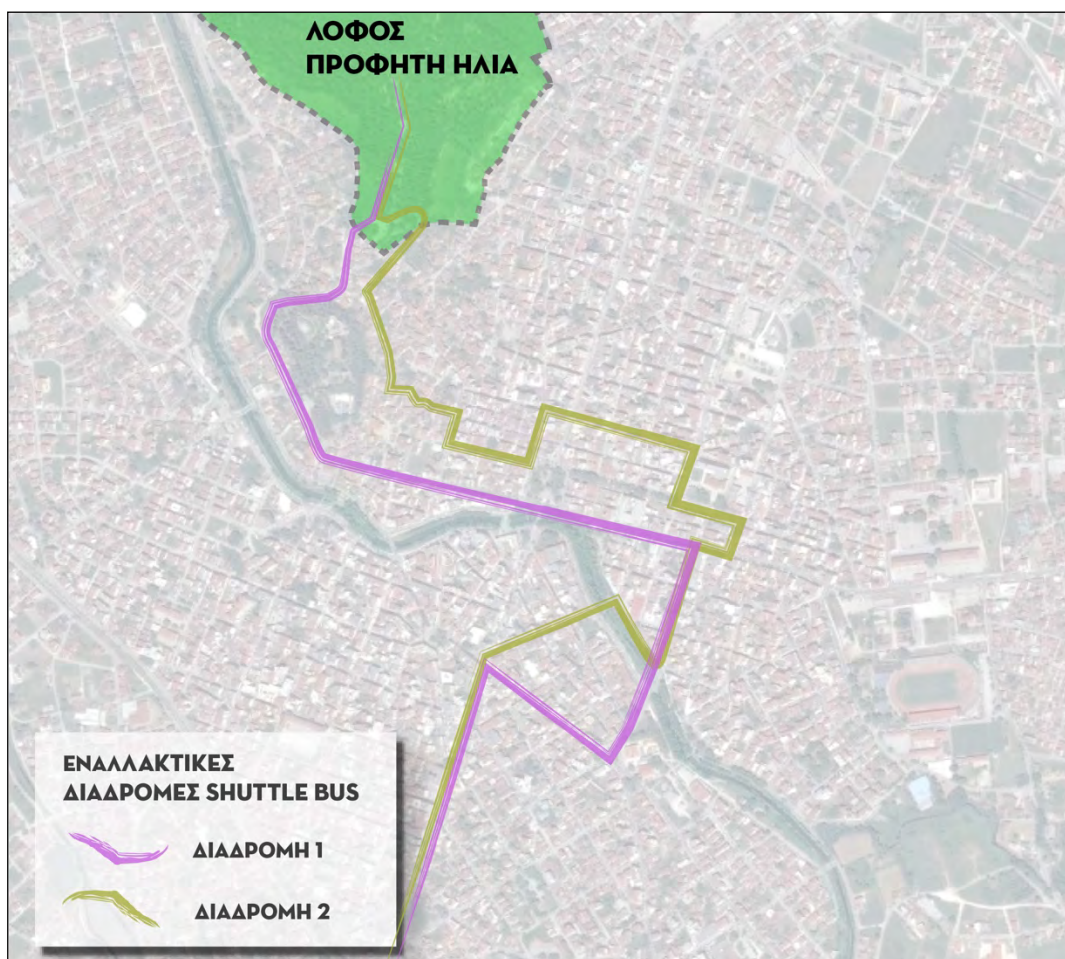 ΛΟΦΟΣ
ΠΡΟΦΗΤΗ ΗΛΙΑ
ΕΝΑΛΛΑΚΤΙΚΕΣ
ΔΙΑΔΡΟΜΕΣ SHUTTLE BUS
ΔΙΑΔΡΟΜΗ 1
ΔΙΑΔΡΟΜΗ 2